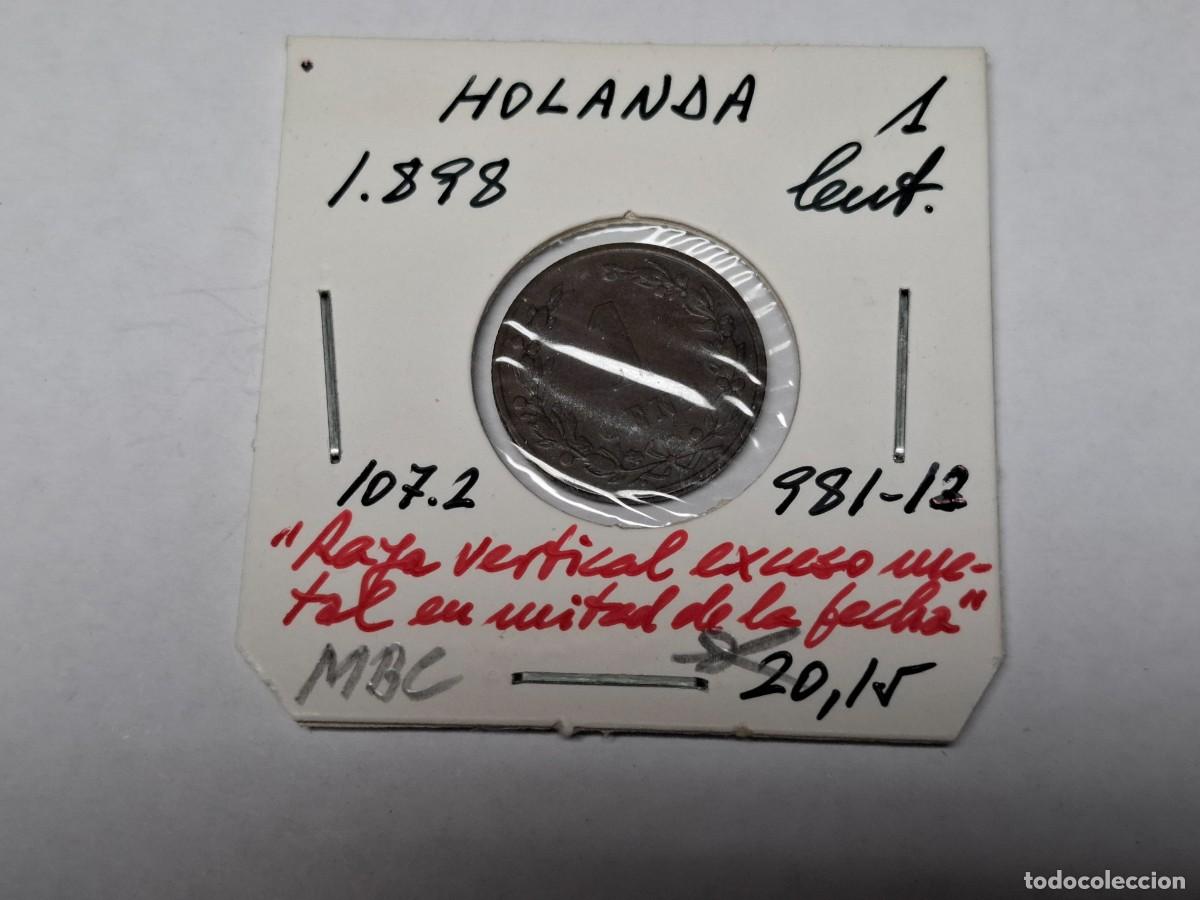 HOLANDA 1
1.898 Cent.
1
107.2 981-12
"Raya vertical exceso me-
tal en mitad de la fecha"
MBC 20,15
todocoleccion